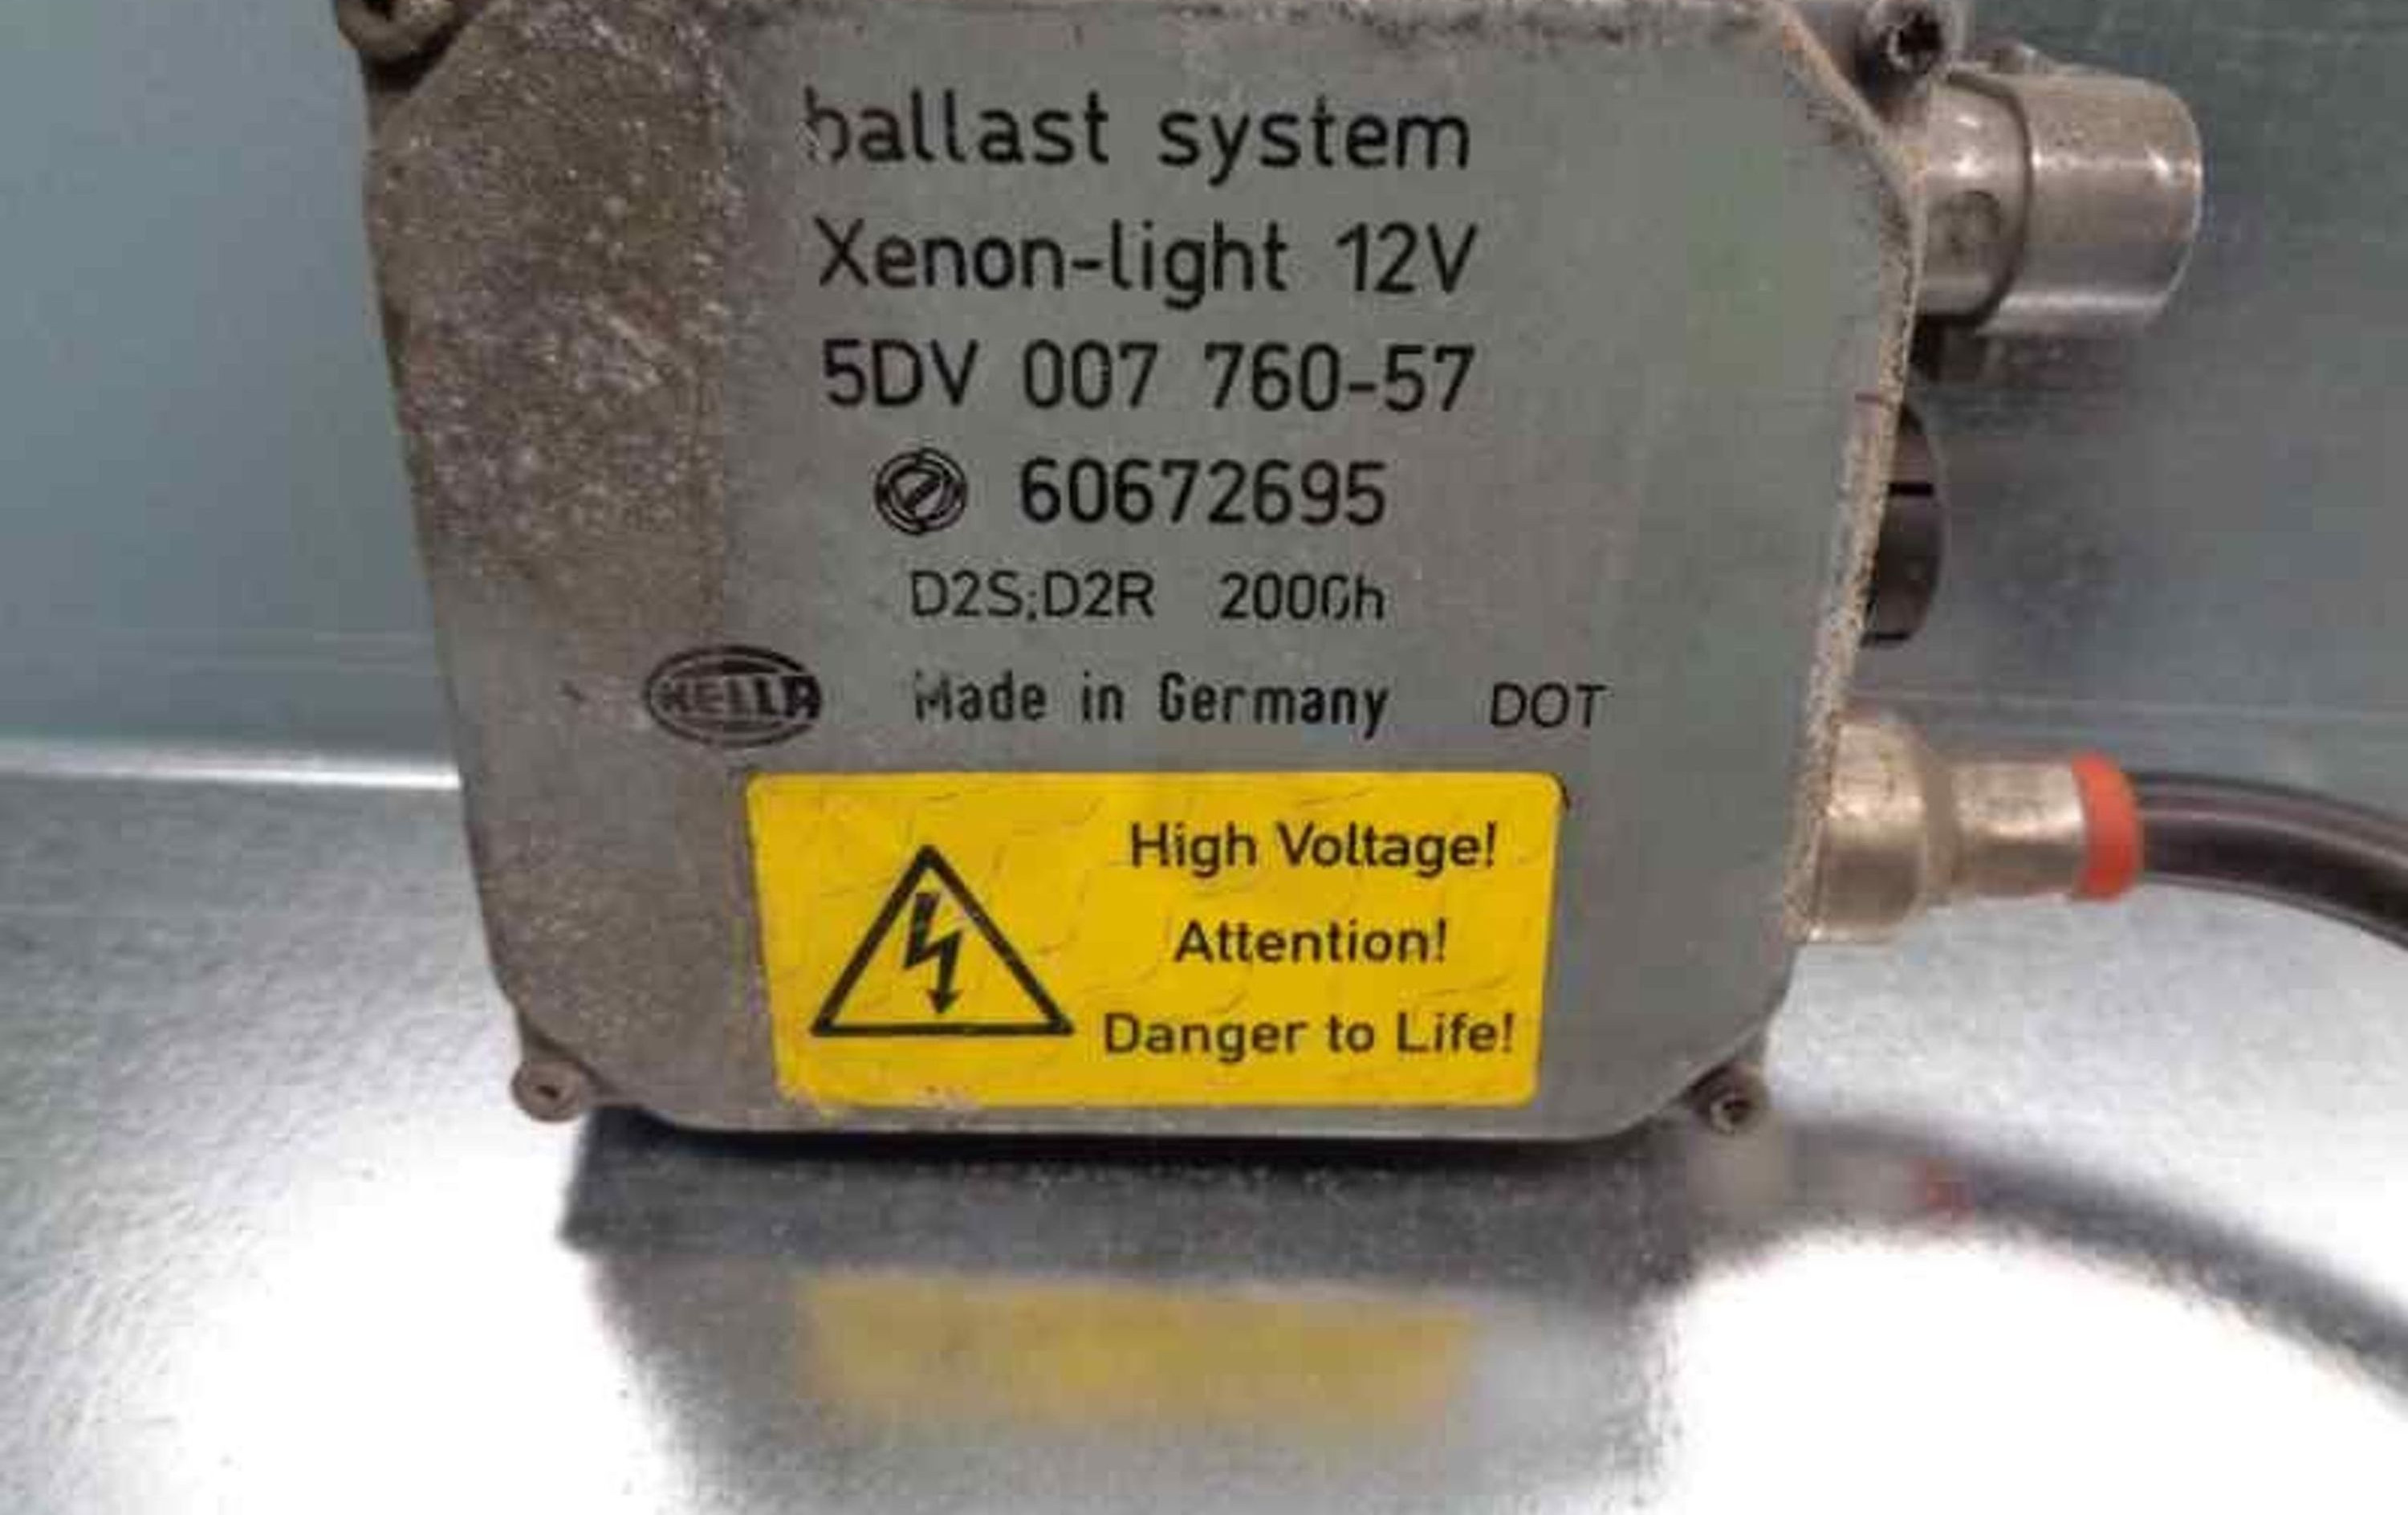 ballast system
Xenon-light 12V
5DV 007 760-57
60672695
D2S;D2R 2000h
HELLA Made in Germany DOT
High Voltage!
Attention!
Danger to Life!